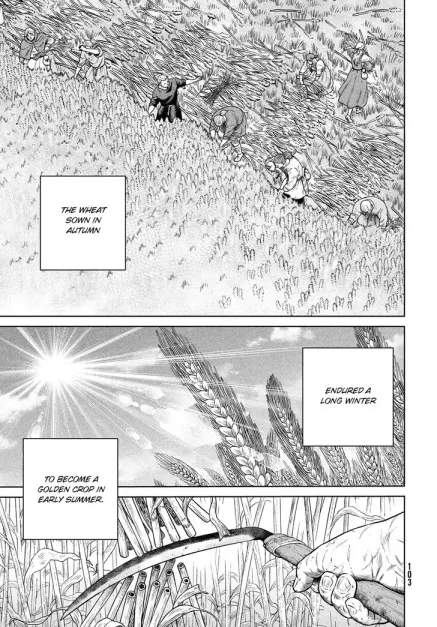 THE WHEAT
SOWN IN
AUTUMN
ENDURED A
LONG WINTER
TO BECOME A
GOLDEN CROP IN
EARLY SUMMER.
103